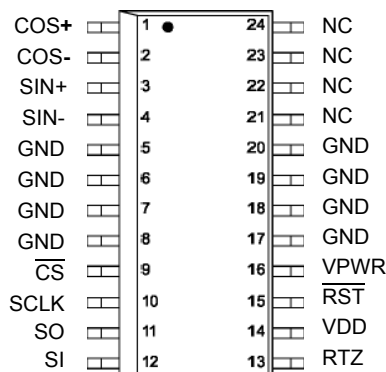 COS+ 1 24 NC
COS- 2 23 NC
SIN+ 3 22 NC
SIN- 4 21 NC
GND 5 20 GND
GND 6 19 GND
GND 7 18 GND
GND 8 17 GND
CS 9 16 VPWR
SCLK 10 15 RST
SO 11 14 VDD
SI 12 13 RTZ